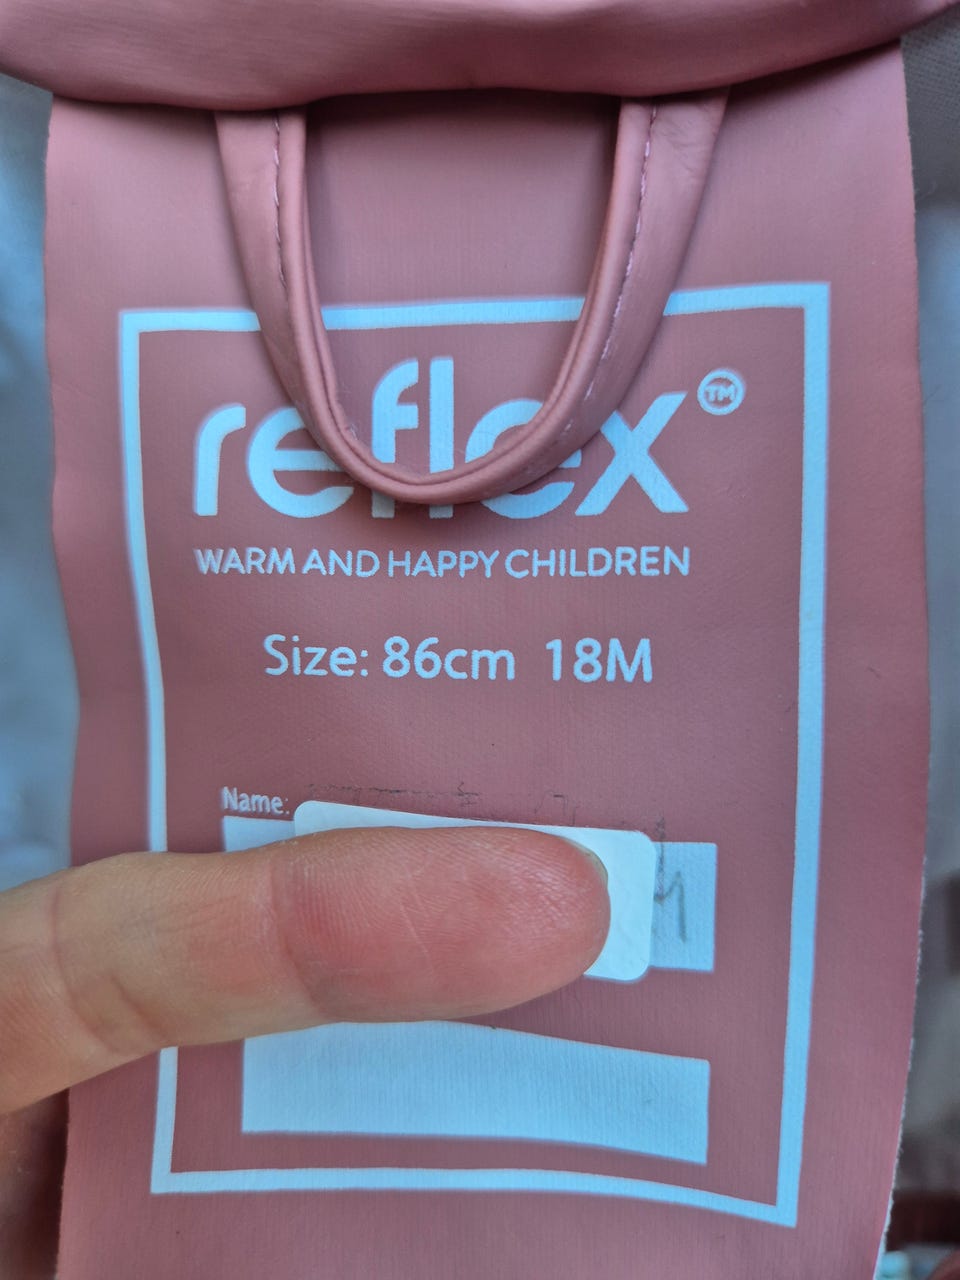 reflex™
WARM AND HAPPY CHILDREN
Size: 86cm 18M
Name: